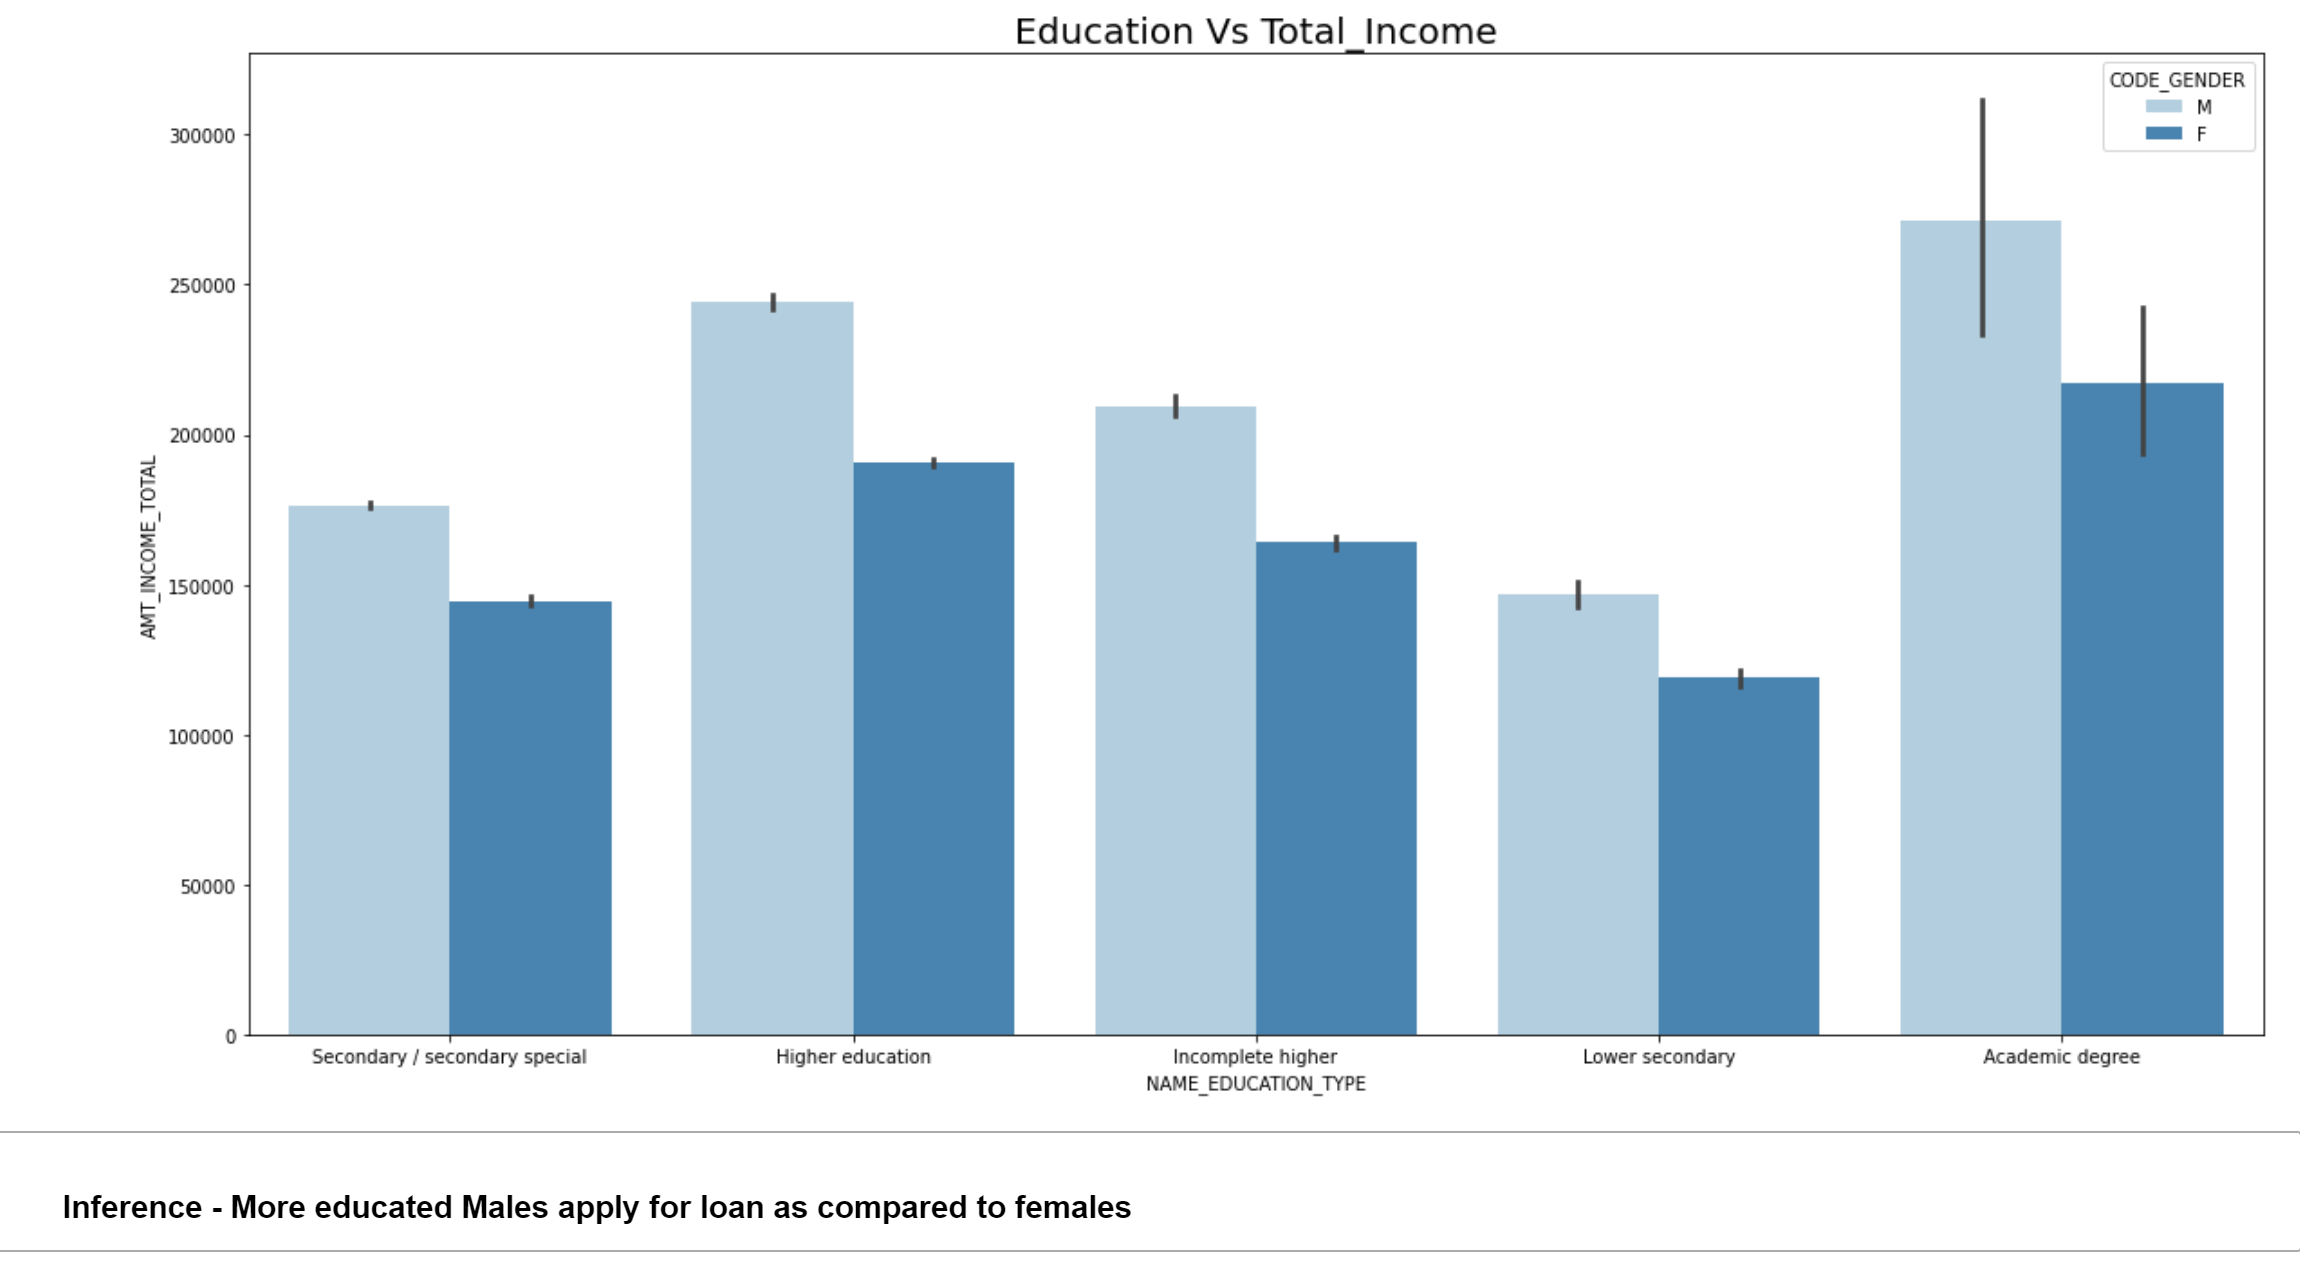 Education Vs Total_Income
CODE_GENDER
M
F
AMT_INCOME_TOTAL
300000
250000
200000
150000
100000
50000
0
Secondary / secondary special
Higher education
Incomplete higher
Lower secondary
Academic degree
NAME_EDUCATION_TYPE
Inference - More educated Males apply for loan as compared to females